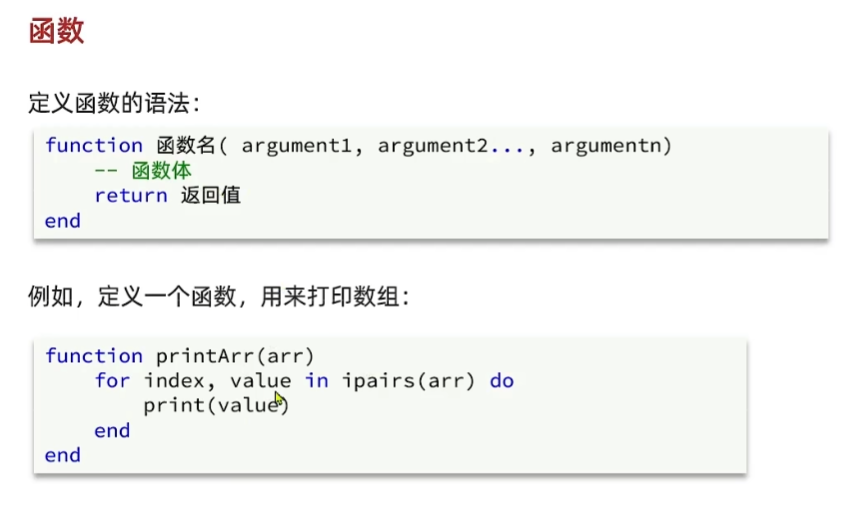 函数
定义函数的语法：
function 函数名( argument1, argument2..., argumentn)
    -- 函数体
    return 返回值
end
例如，定义一个函数，用来打印数组：
function printArr(arr)
    for index, value in ipairs(arr) do
        print(value)
    end
end